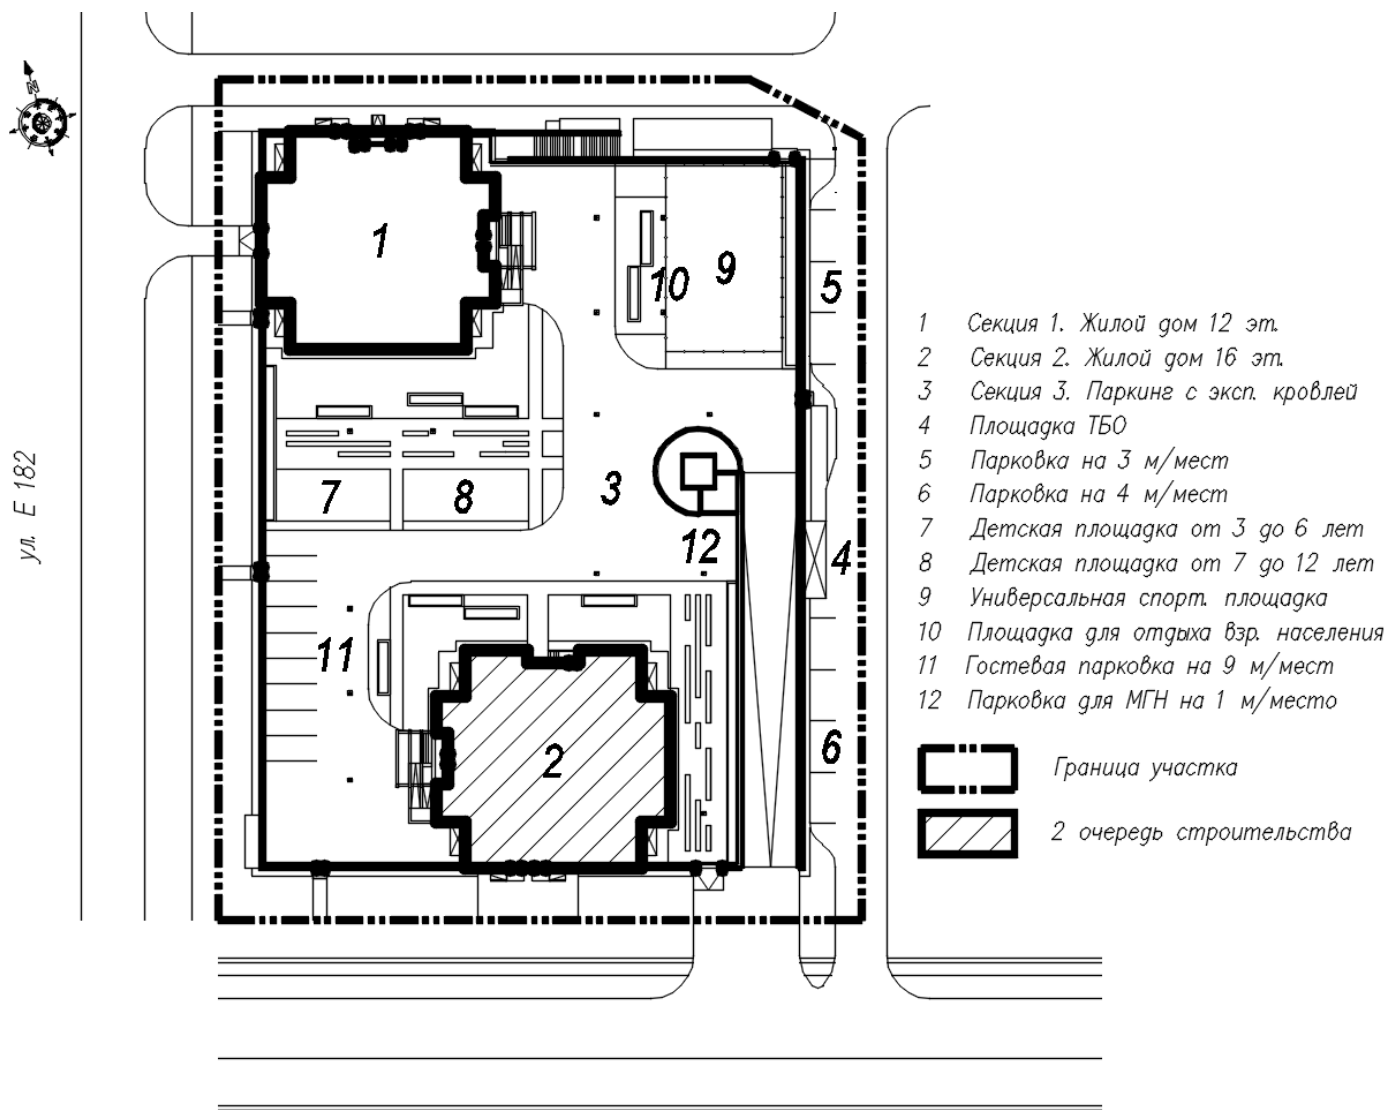 N
1
9
10
5
ул. Е 182
7
8
3
12
4
11
2
6
1 Секция 1. Жилой дом 12 эт.
2 Секция 2. Жилой дом 16 эт.
3 Секция 3. Паркинг с эксп. кровлей
4 Площадка ТБО
5 Парковка на 3 м/мест
6 Парковка на 4 м/мест
7 Детская площадка от 3 до 6 лет
8 Детская площадка от 7 до 12 лет
9 Универсальная спорт. площадка
10 Площадка для отдыха взр. населения
11 Гостевая парковка на 9 м/мест
12 Парковка для МГН на 1 м/место
Граница участка
2 очередь строительства